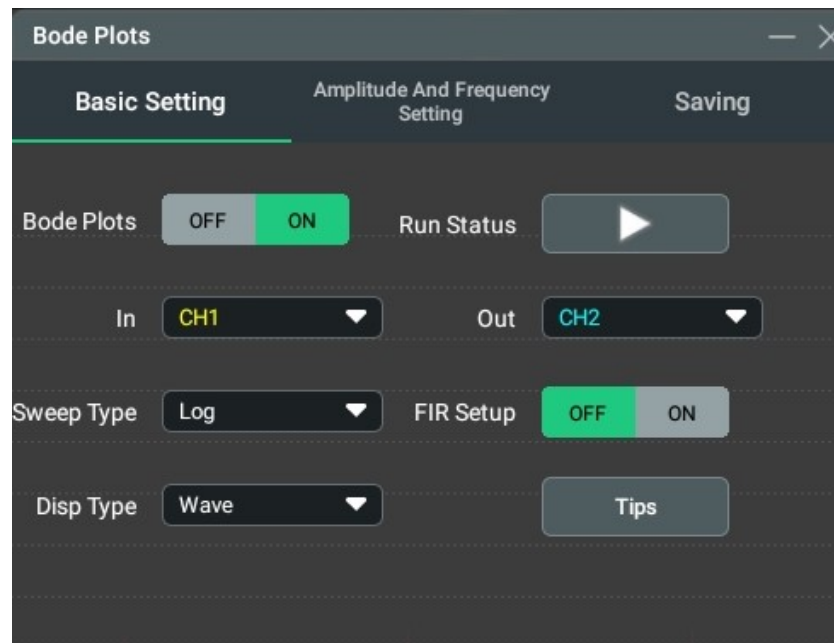 Bode Plots
Basic Setting
Amplitude And Frequency
Setting
Saving
Bode Plots OFF ON Run Status
In CH1 Out CH2
Sweep Type Log FIR Setup OFF ON
Disp Type Wave Tips